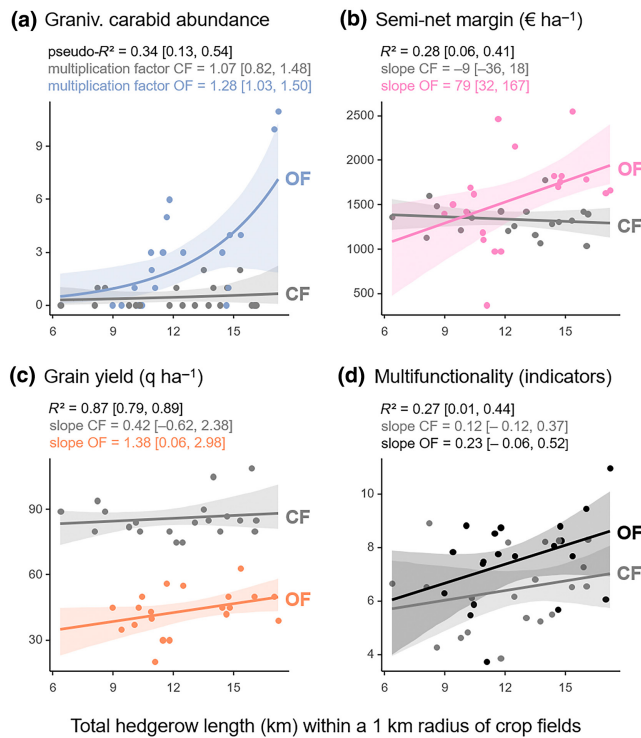 (a) Graniv. carabid abundance
pseudo-R² = 0.34 [0.13, 0.54]
multiplication factor CF = 1.07 [0.82, 1.48]
multiplication factor OF = 1.28 [1.03, 1.50]
9
6
3
0
OF
CF
6 9 12 15
(b) Semi-net margin (€ ha⁻¹)
R² = 0.28 [0.06, 0.41]
slope CF = –9 [–36, 18]
slope OF = 79 [32, 167]
2500
2000
1500
1000
500
OF
CF
6 9 12 15
(c) Grain yield (q ha⁻¹)
R² = 0.87 [0.79, 0.89]
slope CF = 0.42 [–0.62, 2.38]
slope OF = 1.38 [0.06, 2.98]
90
60
30
CF
OF
6 9 12 15
(d) Multifunctionality (indicators)
R² = 0.27 [0.01, 0.44]
slope CF = 0.12 [– 0.12, 0.37]
slope OF = 0.23 [– 0.06, 0.52]
10
8
6
4
OF
CF
6 9 12 15
Total hedgerow length (km) within a 1 km radius of crop fields